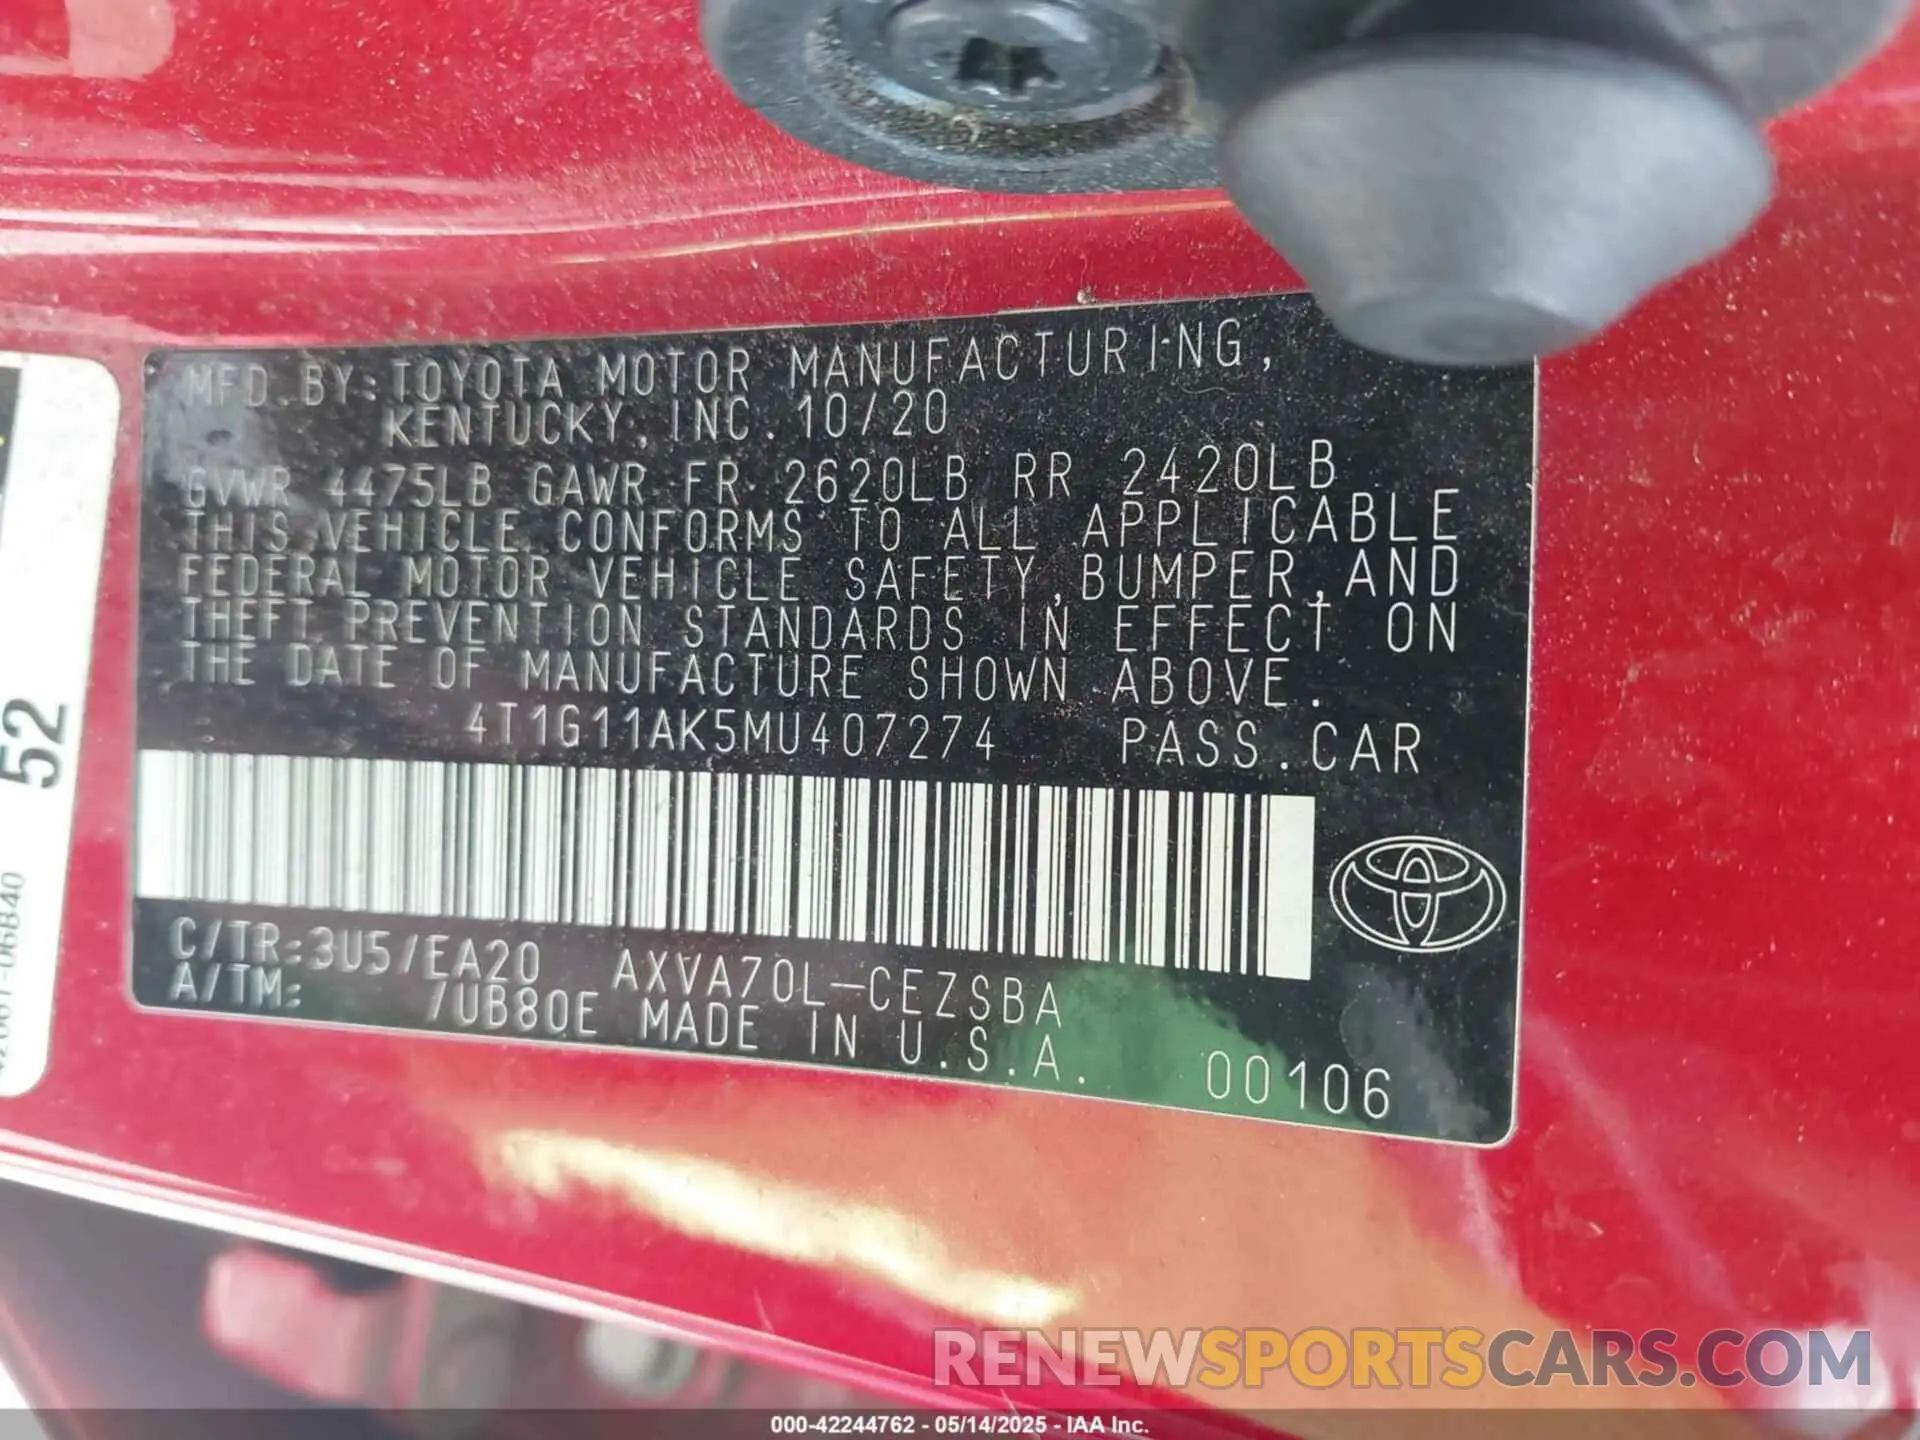 MFD. BY: TOYOTA MOTOR MANUFACTURING,
KENTUCKY, INC. 10/20
GVWR 4475LB GAWR FR 2620LB RR 2420LB
THIS VEHICLE CONFORMS TO ALL APPLICABLE
FEDERAL MOTOR VEHICLE SAFETY, BUMPER, AND
THEFT PREVENTION STANDARDS IN EFFECT ON
THE DATE OF MANUFACTURE SHOWN ABOVE.
4T1G11AK5MU407274 PASS. CAR
C/TR: 3U5/EA20 AXVA70L-CEZSBA
A/TM: /UB80E MADE IN U.S.A.
00106
52
RENEWSPORTSCARS.COM
000-42244762 - 05/14/2025 - IAA Inc.